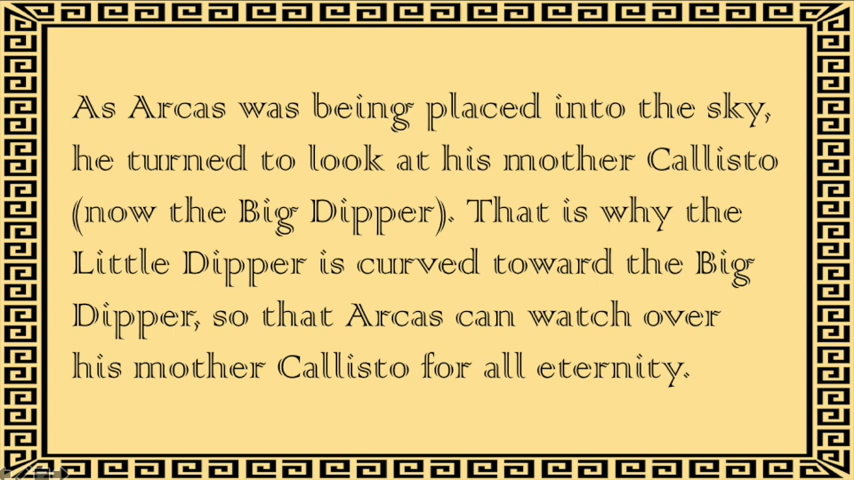 As Arcas was being placed into the sky,
he turned to look at his mother Callisto
(now the Big Dipper). That is why the
Little Dipper is curved toward the Big
Dipper, so that Arcas can watch over
his mother Callisto for all eternity.